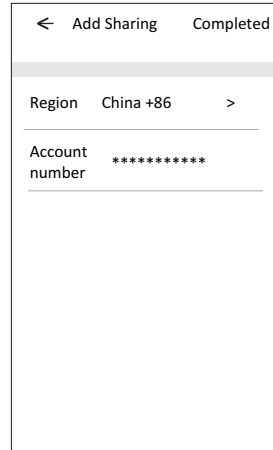 ← Add Sharing Completed
Region China +86 >
Account
number ***********